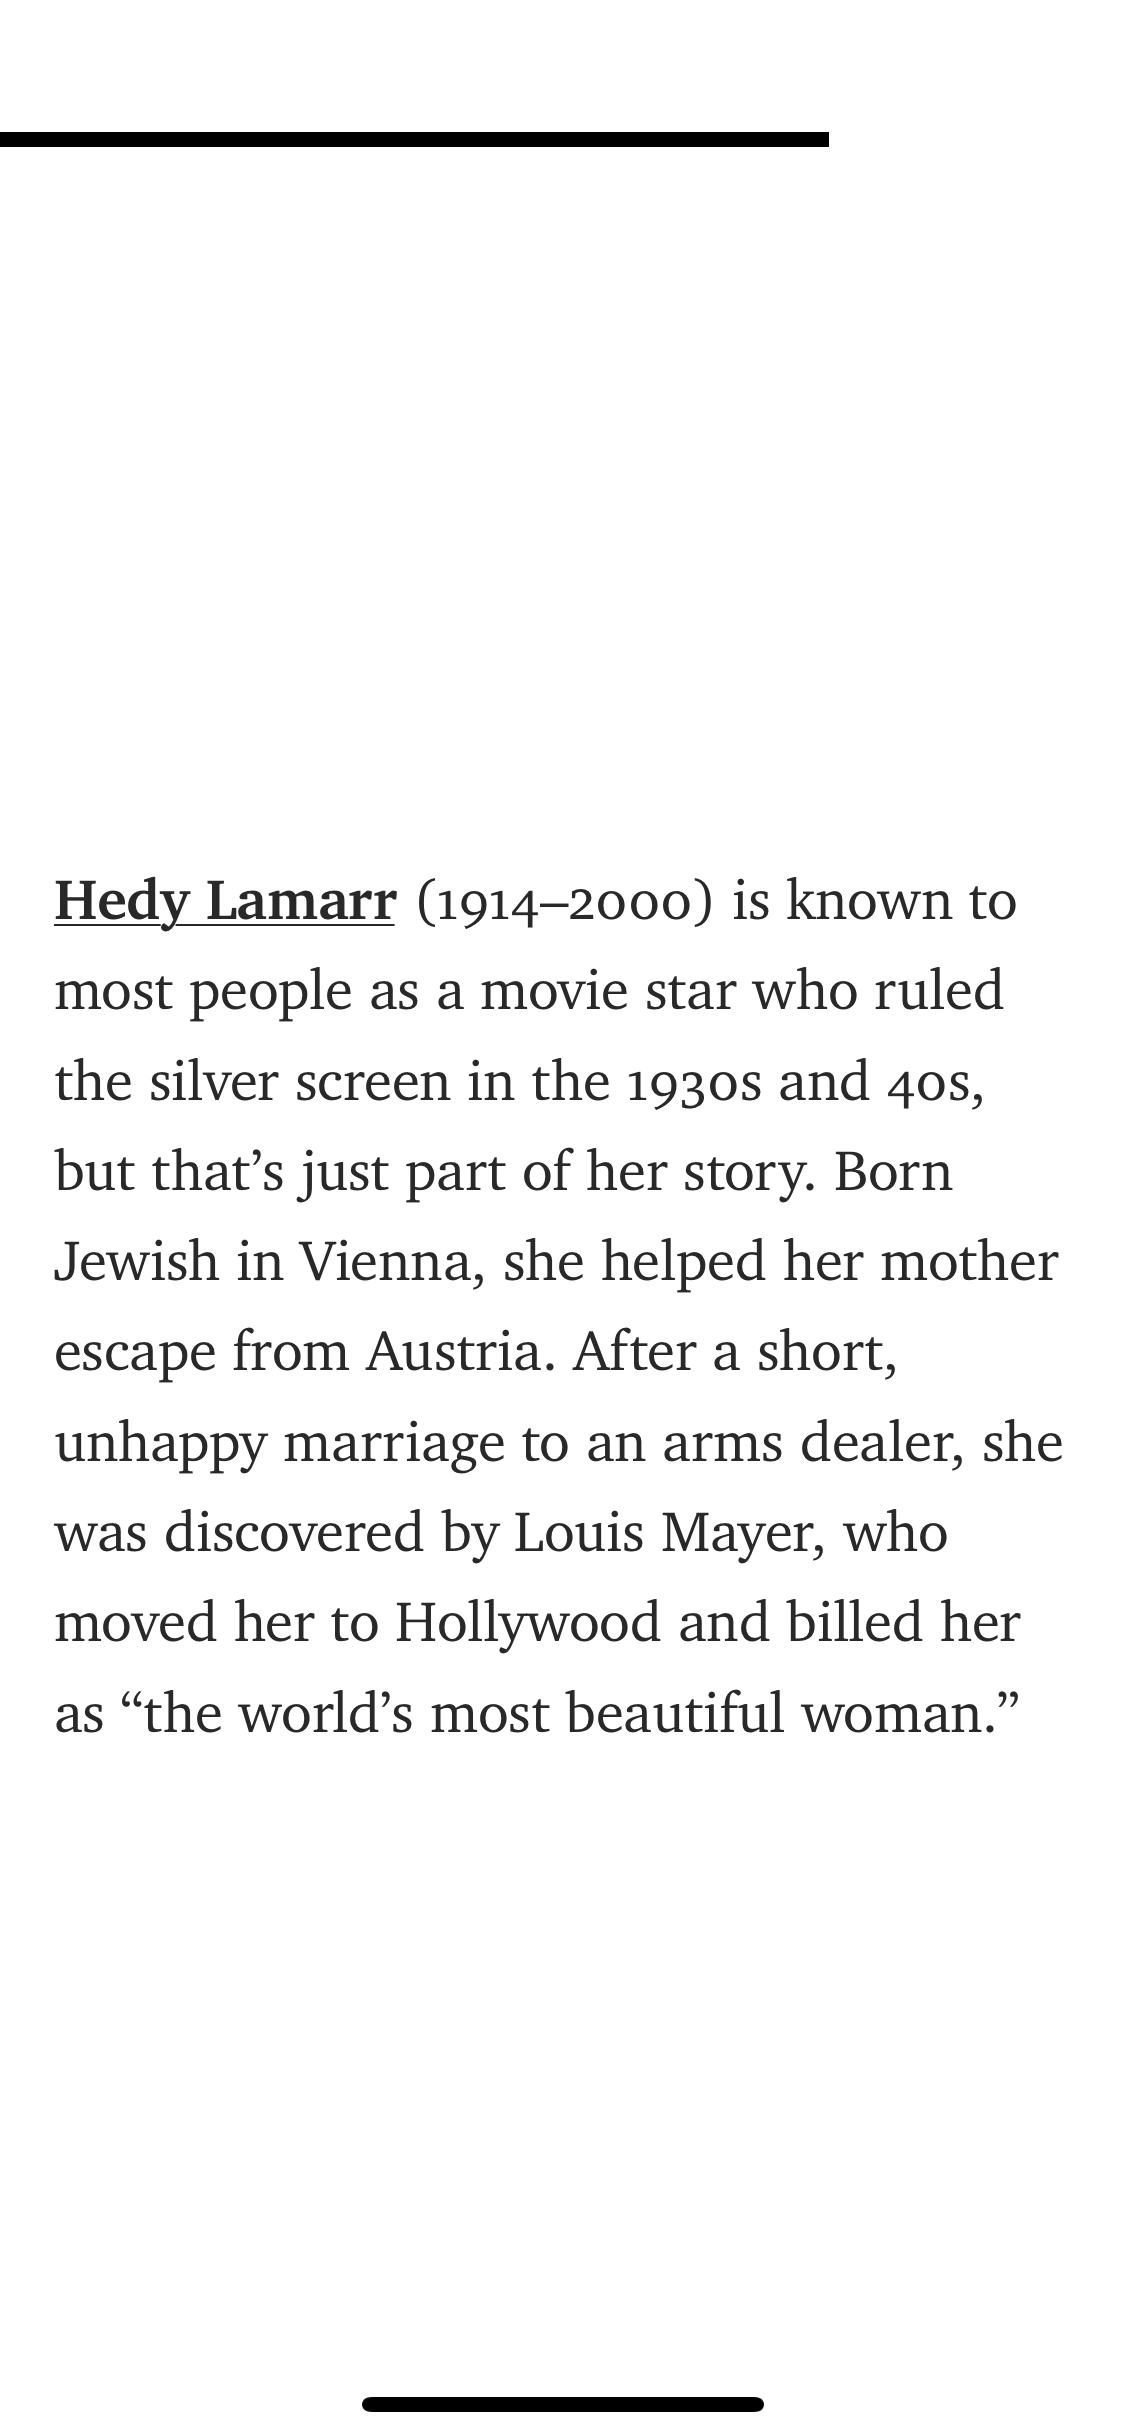 Hedy Lamarr (1914–2000) is known to
most people as a movie star who ruled
the silver screen in the 1930s and 40s,
but that’s just part of her story. Born
Jewish in Vienna, she helped her mother
escape from Austria. After a short,
unhappy marriage to an arms dealer, she
was discovered by Louis Mayer, who
moved her to Hollywood and billed her
as “the world’s most beautiful woman.”